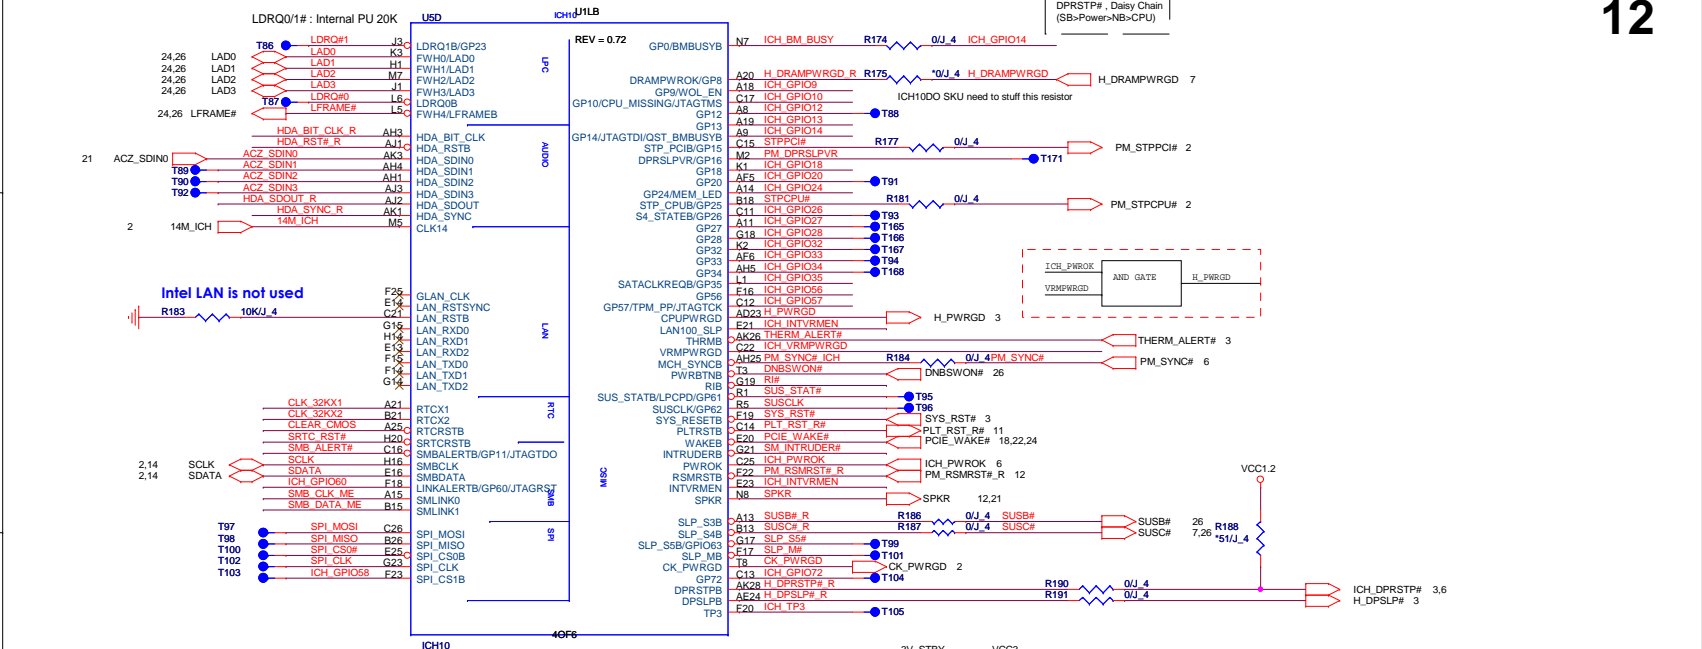 DPRSTP# , Daisy Chain
(SB>Power>NB>CPU)
12
LDRQ0/1# : Internal PU 20K
U5D
ICH10
U1LB
REV = 0.72
T86 LDRQ#1 J3 LDRQ1B/GP23
24,26 LAD0 LAD0 K3 FWH0/LAD0
24,26 LAD1 LAD1 H1 FWH1/LAD1
24,26 LAD2 LAD2 M7 FWH2/LAD2
24,26 LAD3 LAD3 J1 FWH3/LAD3
T87 LDRQ#0 L6 LDRQ0B
24,26 LFRAME# LFRAME# L5 FWH4/LFRAMEB
LPC
HDA_BIT_CLK_R AH3 HDA_BIT_CLK
HDA_RST#_R AJ1 HDA_RSTB
21 ACZ_SDIN0 ACZ_SDIN0 AK3 HDA_SDIN0
T89 ACZ_SDIN1 AH4 HDA_SDIN1
T90 ACZ_SDIN2 AH1 HDA_SDIN2
T92 ACZ_SDIN3 AJ3 HDA_SDIN3
HDA_SDOUT_R AJ2 HDA_SDOUT
HDA_SYNC_R AK1 HDA_SYNC
2 14M_ICH 14M_ICH M5 CLK14
AUDIO
Intel LAN is not used
R183 10K/J_4
F25 GLAN_CLK
E14 LAN_RSTSYNC
C21 LAN_RSTB
G15 LAN_RXD0
H14 LAN_RXD1
E13 LAN_RXD2
F15 LAN_TXD0
F14 LAN_TXD1
G14 LAN_TXD2
LAN
CLK_32KX1 A21 RTCX1
CLK_32KX2 B21 RTCX2
CLEAR_CMOS A25 RTCRSTB
SRTC_RST# H20 SRTCRSTB
RTC
SMB_ALERT# C16 SMBALERTB/GP11/JTAGTDO
2,14 SCLK SCLK H16 SMBCLK
2,14 SDATA SDATA E16 SMBDATA
ICH_GPIO60 F18 LINKALERTB/GP60/JTAGRST
SMB_CLK_ME A15 SMLINK0
SMB_DATA_ME B15 SMLINK1
SMB
MISC
T97 SPI_MOSI C26 SPI_MOSI
T98 SPI_MISO B26 SPI_MISO
T100 SPI_CS0# E25 SPI_CS0B
T102 SPI_CLK G23 SPI_CLK
T103 ICH_GPIO58 F23 SPI_CS1B
SPI
GP0/BMBUSYB N7 ICH_BM_BUSY R174 0/J_4 ICH_GPIO14
DRAMPWROK/GP8 A20 H_DRAMPWRGD_R R175 *0/J_4 H_DRAMPWRGD H_DRAMPWRGD 7
GP9/WOL_EN A18 ICH_GPIO9
ICH10DO SKU need to stuff this resistor
GP10/CPU_MISSING/JTAGTMS C17 ICH_GPIO10
GP12 A8 ICH_GPIO12 T88
GP13 A19 ICH_GPIO13
GP14/JTAGTDI/QST_BMBUSYB A9 ICH_GPIO14
STP_PCIB/GP15 C15 STPPCI# R177 0/J_4 PM_STPPCI# 2
DPRSLPVR/GP16 M2 PM_DPRSLPVR T171
GP18 K1 ICH_GPIO18
GP20 AF5 ICH_GPIO20 T91
GP24/MEM_LED A14 ICH_GPIO24
STP_CPUB/GP25 B18 STPCPU# R181 0/J_4 PM_STPCPU# 2
S4_STATEB/GP26 C11 ICH_GPIO26 T93
GP27 A11 ICH_GPIO27 T165
GP28 G18 ICH_GPIO28 T166
GP32 K2 ICH_GPIO32 T167
GP33 AF6 ICH_GPIO33 T94
GP34 AH5 ICH_GPIO34 T168
SATACLKREQB/GP35 L1 ICH_GPIO35
GP56 F16 ICH_GPIO56
GP57/TPM_PP/JTAGTCK C12 ICH_GPIO57
ICH_PWROK
VRMPWRGD
AND GATE
H_PWRGD
CPUPWRGD AD23 H_PWRGD H_PWRGD 3
LAN100_SLP E21 ICH_INTVRMEN
THRMB AK26 THERM_ALERT# THERM_ALERT# 3
VRMPWRGD C22 ICH_VRMPWRGD
MCH_SYNCB AH25 PM_SYNC#_ICH R184 0/J_4 PM_SYNC# PM_SYNC# 6
PWRBTNB T3 DNBSWON# DNBSWON# 26
RIB G19 RI#
SUS_STATB/LPCPD/GP61 R1 SUS_STAT# T95
SUSCLK/GP62 R5 SUSCLK T96
SYS_RESETB F19 SYS_RST# SYS_RST# 3
PLTRSTB C14 PLT_RST_R# PLT_RST_R# 11
WAKEB E20 PCIE_WAKE# PCIE_WAKE# 18,22,24
INTRUDERB G21 SM_INTRUDER#
PWROK C25 ICH_PWROK ICH_PWROK 6
RSMRSTB F22 PM_RSMRST#_R PM_RSMRST#_R 12
INTVRMEN E23 ICH_INTVRMEN
SPKR N8 SPKR SPKR 12,21
VCC1.2
SLP_S3B A13 SUSB#_R R186 0/J_4 SUSB# SUSB# 26
SLP_S4B B13 SUSC#_R R187 0/J_4 SUSC# SUSC# 7,26
R188
*51/J_4
SLP_S5B/GPIO63 G17 SLP_S5# T99
SLP_MB F17 SLP_M# T101
CK_PWRGD T8 CK_PWRGD CK_PWRGD 2
GP72 C13 ICH_GPIO72 T104
DPRSTPB AK28 H_DPRSTP#_R R190 0/J_4 ICH_DPRSTP# 3,6
DPSLPB AE24 H_DPSLP#_R R191 0/J_4 H_DPSLP# 3
TP3 F20 ICH_TP3 T105
4OF6
ICH10